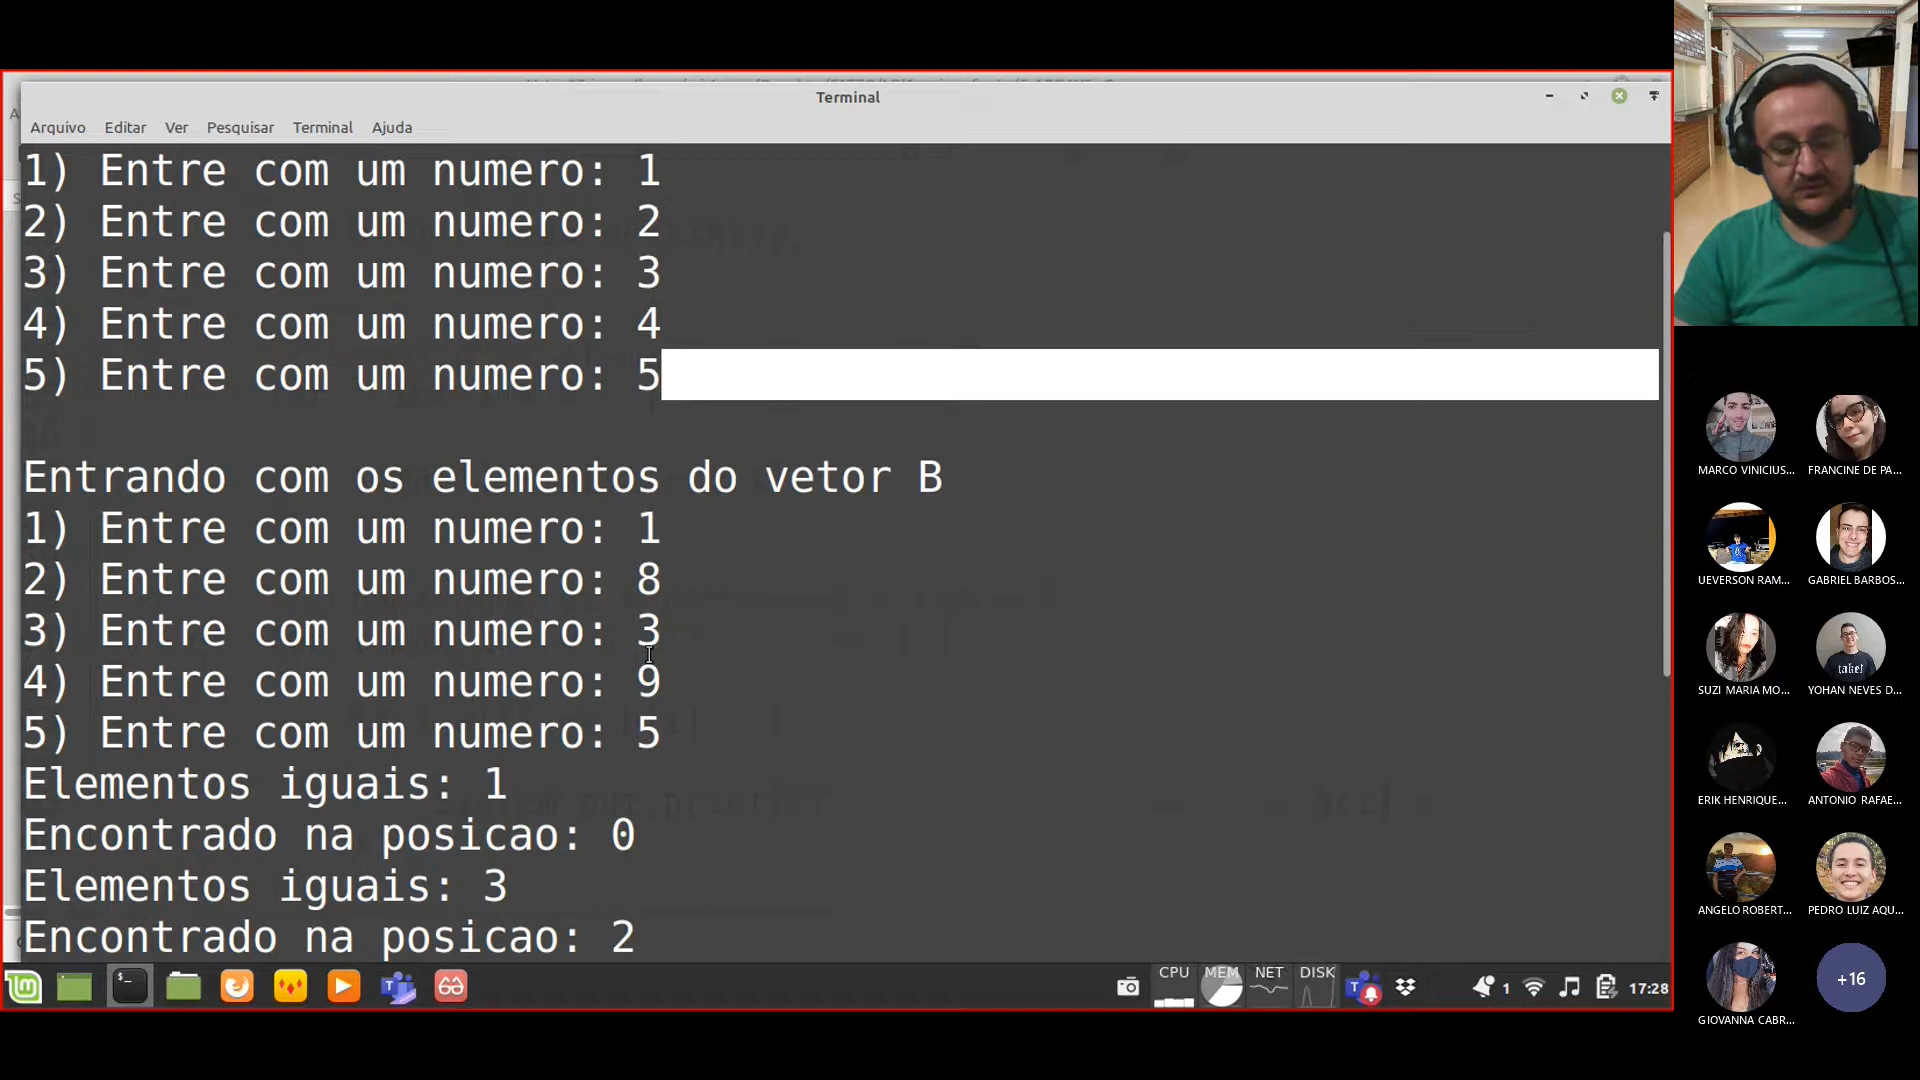 Terminal
Arquivo Editar Ver Pesquisar Terminal Ajuda
1) Entre com um numero: 1
2) Entre com um numero: 2
3) Entre com um numero: 3
4) Entre com um numero: 4
5) Entre com um numero: 5
Entrando com os elementos do vetor B
1) Entre com um numero: 1
2) Entre com um numero: 8
3) Entre com um numero: 3
4) Entre com um numero: 9
5) Entre com um numero: 5
Elementos iguais: 1
Encontrado na posicao: 0
Elementos iguais: 3
Encontrado na posicao: 2
CPU MEM NET DISK
1 17:28
MARCO VINICIUS... FRANCINE DE PA...
UEVERSON RAM... GABRIEL BARBOS...
SUZI MARIA MO... YOHAN NEVES D...
ERIK HENRIQUE... ANTONIO RAFAE...
ANGELO ROBERT... PEDRO LUIZ AQU...
GIOVANNA CABR... +16